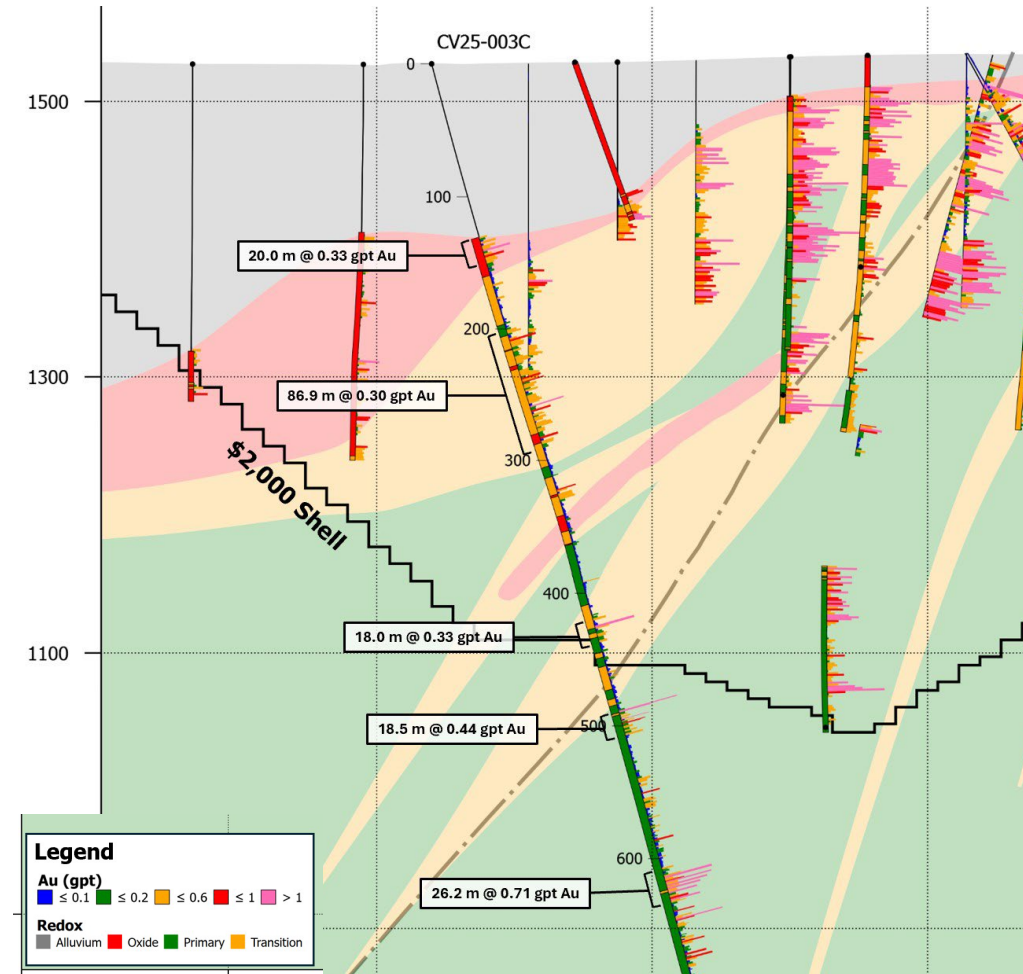 CV25-003C
0
1500
100
20.0 m @ 0.33 gpt Au
200
1300
86.9 m @ 0.30 gpt Au
300
$2,000 Shell
400
18.0 m @ 0.33 gpt Au
1100
500
18.5 m @ 0.44 gpt Au
600
26.2 m @ 0.71 gpt Au
Legend
Au (gpt)
≤ 0.1 ≤ 0.2 ≤ 0.6 ≤ 1 > 1
Redox
Alluvium Oxide Primary Transition